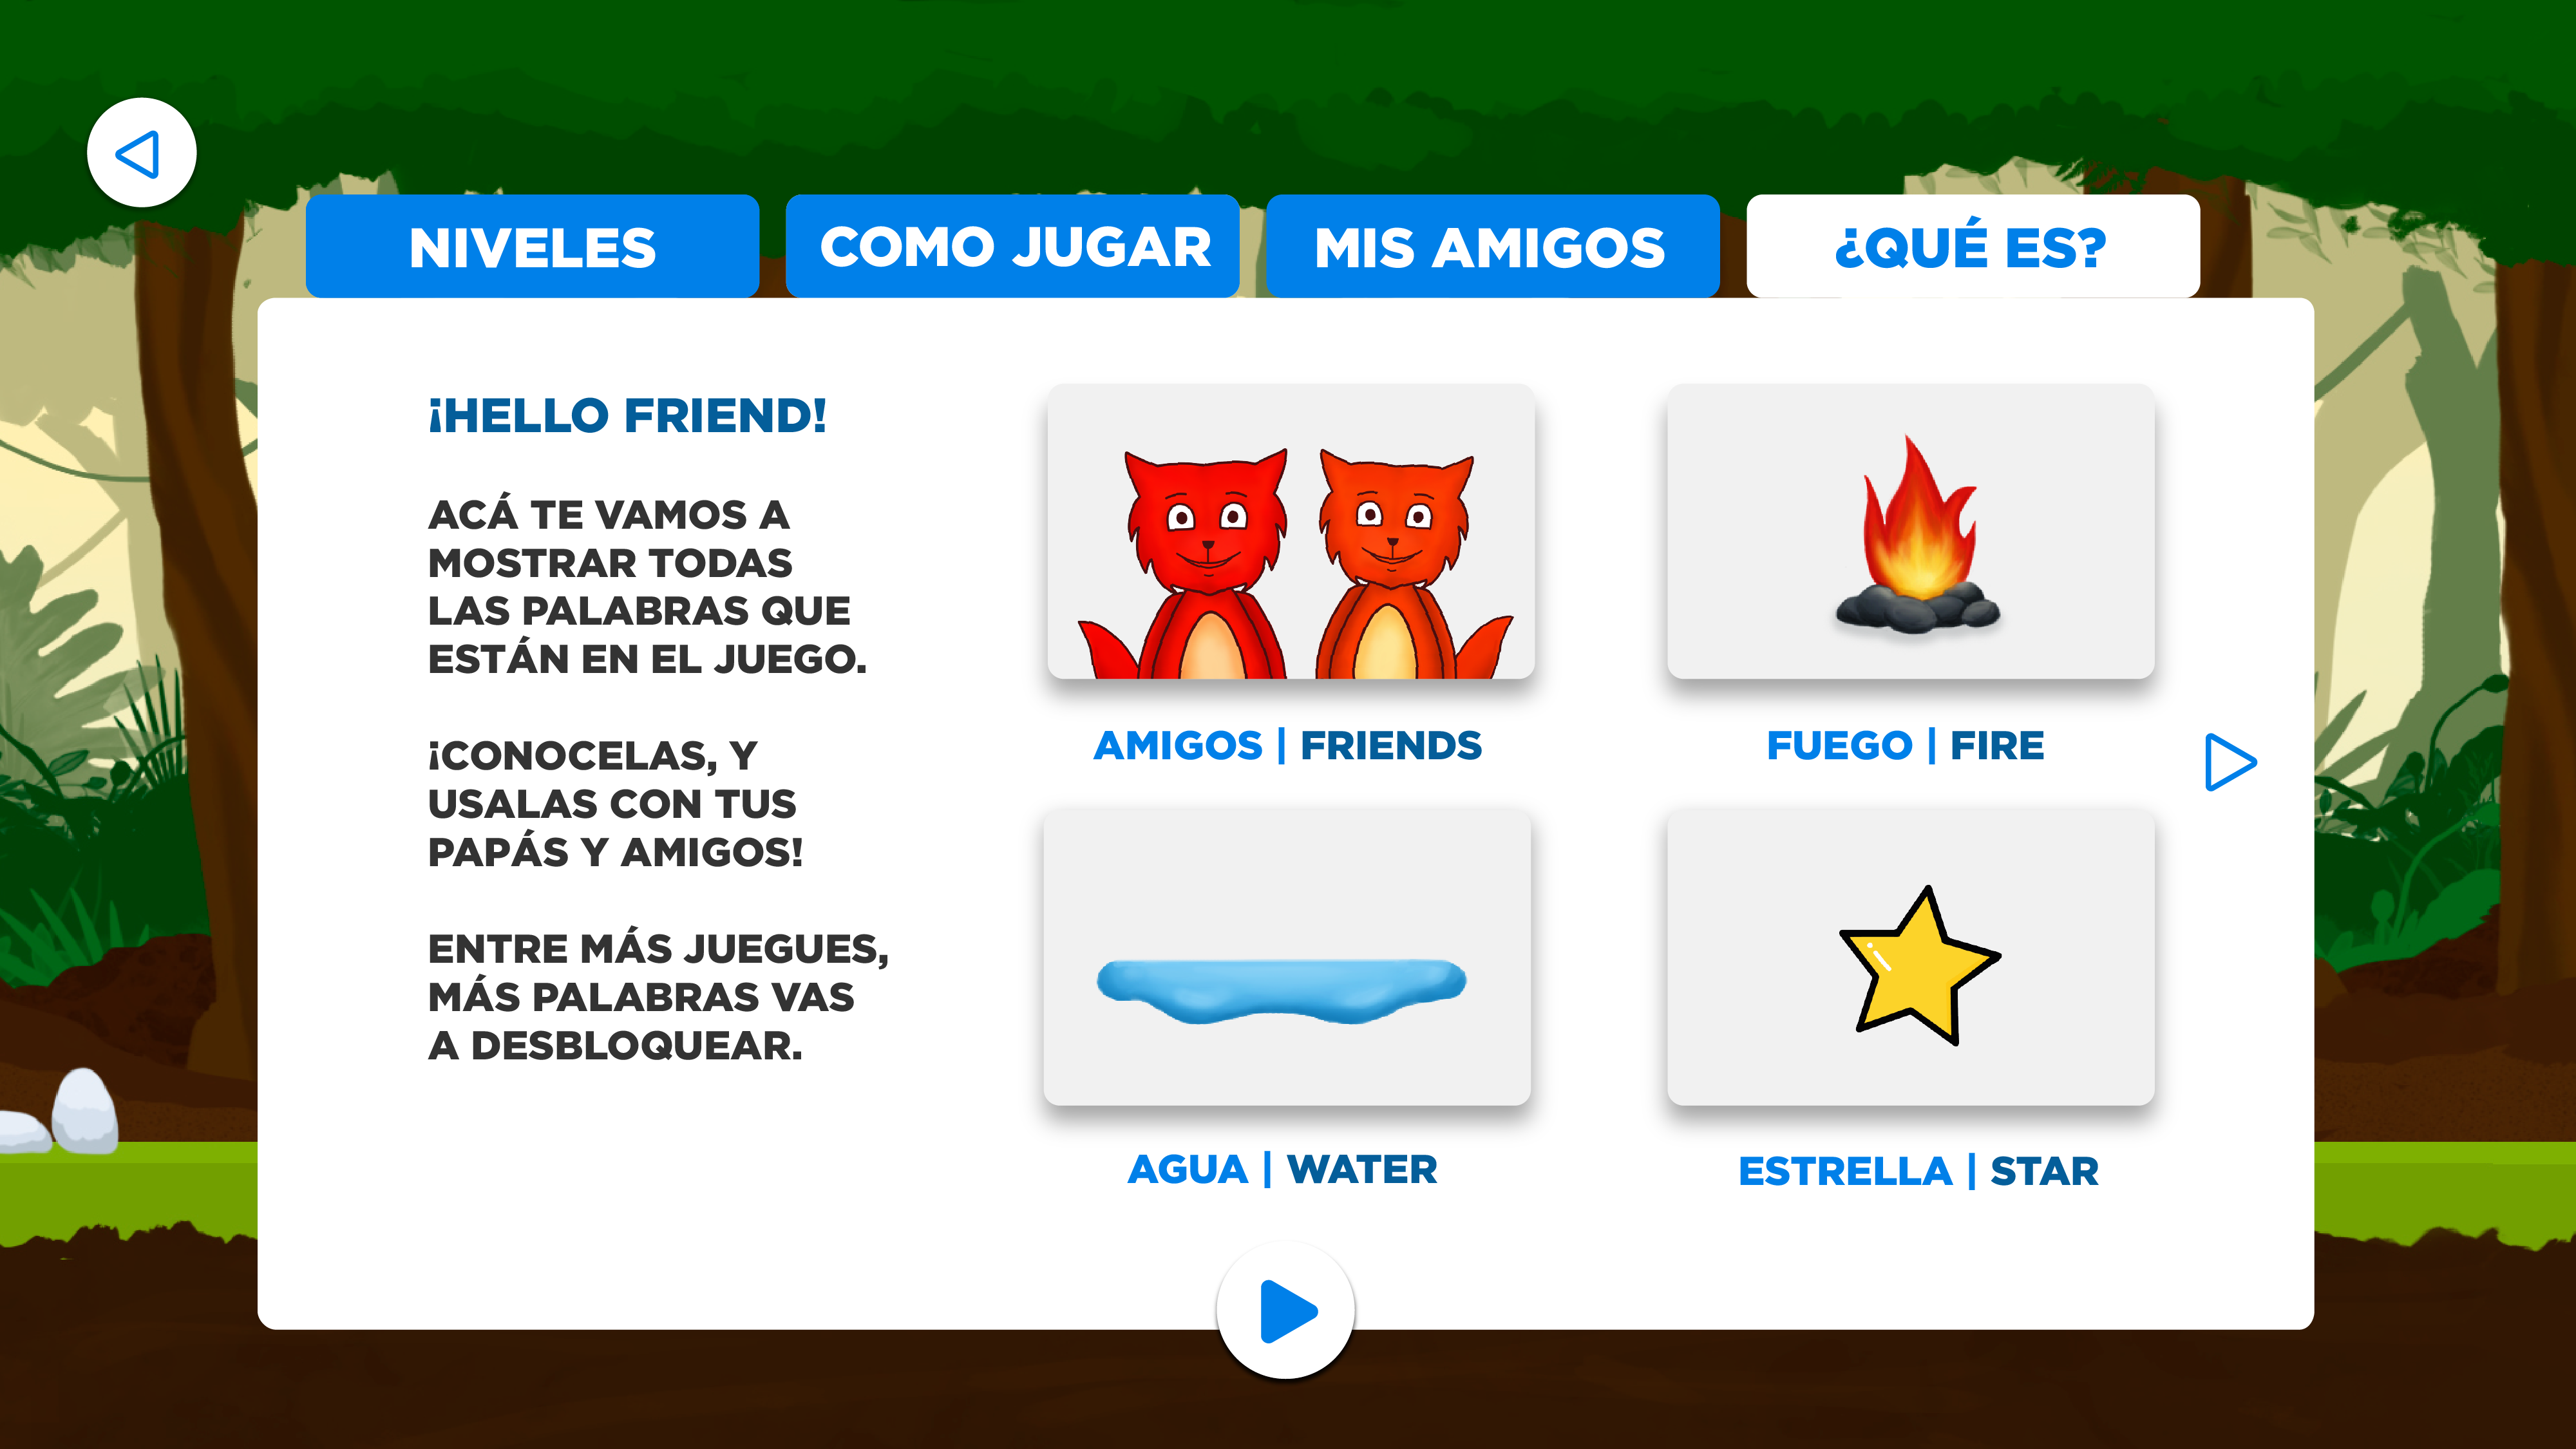 NIVELES
COMO JUGAR
MIS AMIGOS
¿QUÉ ES?
¡HELLO FRIEND!
ACÁ TE VAMOS A
MOSTRAR TODAS
LAS PALABRAS QUE
ESTÁN EN EL JUEGO.
¡CONOCELAS, Y
USALAS CON TUS
PAPÁS Y AMIGOS!
ENTRE MÁS JUEGUES,
MÁS PALABRAS VAS
A DESBLOQUEAR.
AMIGOS | FRIENDS
FUEGO | FIRE
AGUA | WATER
ESTRELLA | STAR